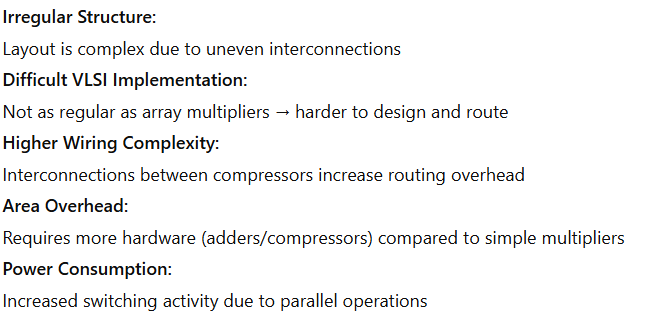 Irregular Structure:
Layout is complex due to uneven interconnections
Difficult VLSI Implementation:
Not as regular as array multipliers → harder to design and route
Higher Wiring Complexity:
Interconnections between compressors increase routing overhead
Area Overhead:
Requires more hardware (adders/compressors) compared to simple multipliers
Power Consumption:
Increased switching activity due to parallel operations